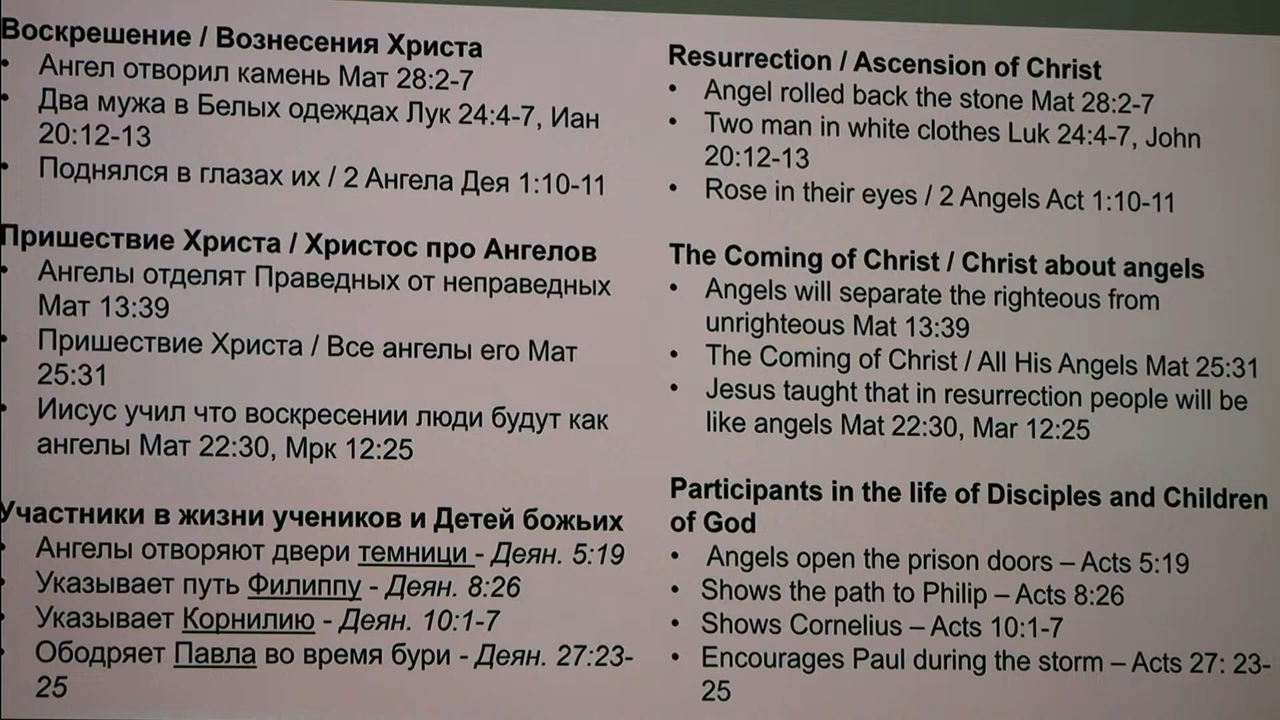 Воскрешение / Вознесения Христа
• Ангел отворил камень Мат 28:2-7
• Два мужа в Белых одеждах Лук 24:4-7, Иан
20:12-13
• Поднялся в глазах их / 2 Ангела Дея 1:10-11
Пришествие Христа / Христос про Ангелов
• Ангелы отделят Праведных от неправедных
Мат 13:39
• Пришествие Христа / Все ангелы его Мат
25:31
• Иисус учил что воскресении люди будут как
ангелы Мат 22:30, Мрк 12:25
Участники в жизни учеников и Детей божьих
• Ангелы отворяют двери темници - Деян. 5:19
• Указывает путь Филиппу - Деян. 8:26
• Указывает Корнилию - Деян. 10:1-7
• Ободряет Павла во время бури - Деян. 27:23-
25
Resurrection / Ascension of Christ
• Angel rolled back the stone Mat 28:2-7
• Two man in white clothes Luk 24:4-7, John
20:12-13
• Rose in their eyes / 2 Angels Act 1:10-11
The Coming of Christ / Christ about angels
• Angels will separate the righteous from
unrighteous Mat 13:39
• The Coming of Christ / All His Angels Mat 25:31
• Jesus taught that in resurrection people will be
like angels Mat 22:30, Mar 12:25
Participants in the life of Disciples and Children
of God
• Angels open the prison doors – Acts 5:19
• Shows the path to Philip – Acts 8:26
• Shows Cornelius – Acts 10:1-7
• Encourages Paul during the storm – Acts 27: 23-
25